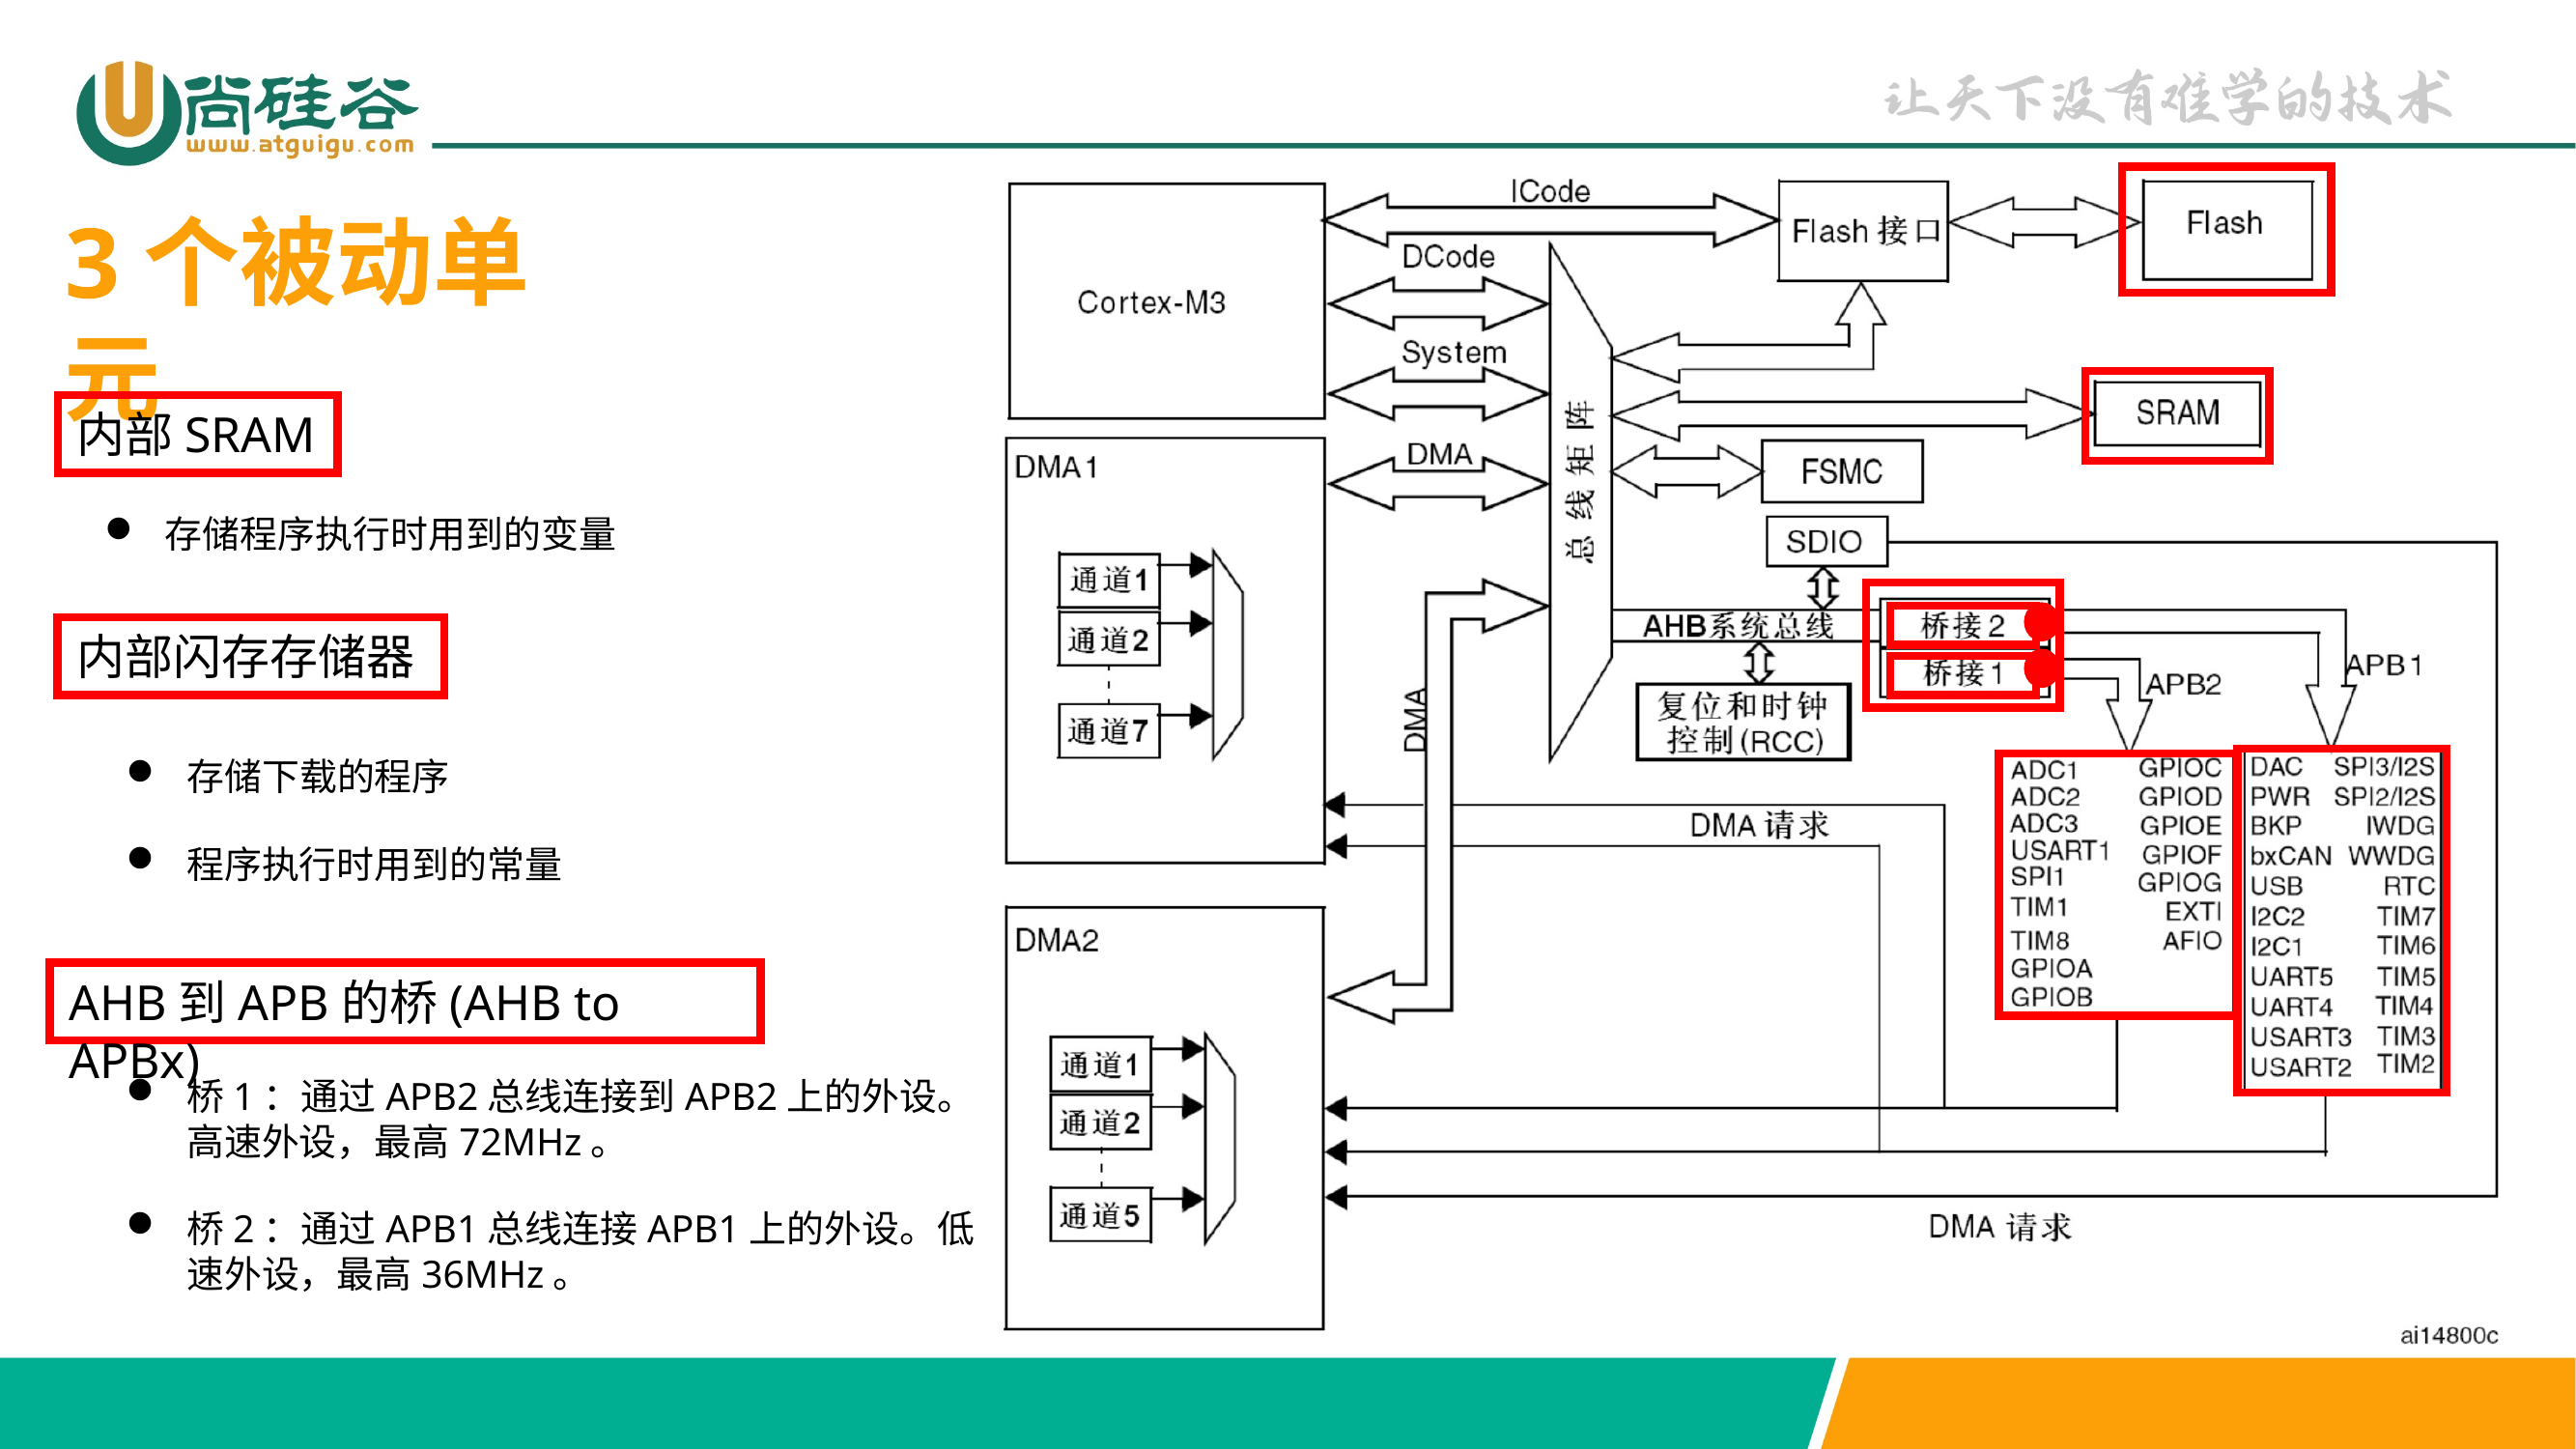 尚硅谷
www.atguigu.com
让天下没有难学的技术
3 个被动单
元
内部 SRAM
存储程序执行时用到的变量
内部闪存存储器
存储下载的程序
程序执行时用到的常量
AHB 到 APB 的桥 (AHB to
APBx)
桥 1 ：通过 APB2 总线连接到 APB2 上的外设。
高速外设，最高 72MHz 。
桥 2 ：通过 APB1 总线连接 APB1 上的外设。低
速外设，最高 36MHz 。
ICode
Flash 接口
Flash
DCode
Cortex-M3
System
总线矩阵
SRAM
DMA
DMA1
FSMC
SDIO
通道1
通道2
通道7
AHB系统总线
桥接2
桥接1
APB2
APB1
复位和时钟
控制(RCC)
DMA
DMA 请求
ADC1 GPIOC
ADC2 GPIOD
ADC3 GPIOE
USART1 GPIOF
SPI1 GPIOG
TIM1 EXTI
TIM8 AFIO
GPIOA
GPIOB
DAC SPI3/I2S
PWR SPI2/I2S
BKP IWDG
bxCAN WWDG
USB RTC
I2C2 TIM7
I2C1 TIM6
UART5 TIM5
UART4 TIM4
USART3 TIM3
USART2 TIM2
DMA2
通道1
通道2
通道5
DMA 请求
ai14800c